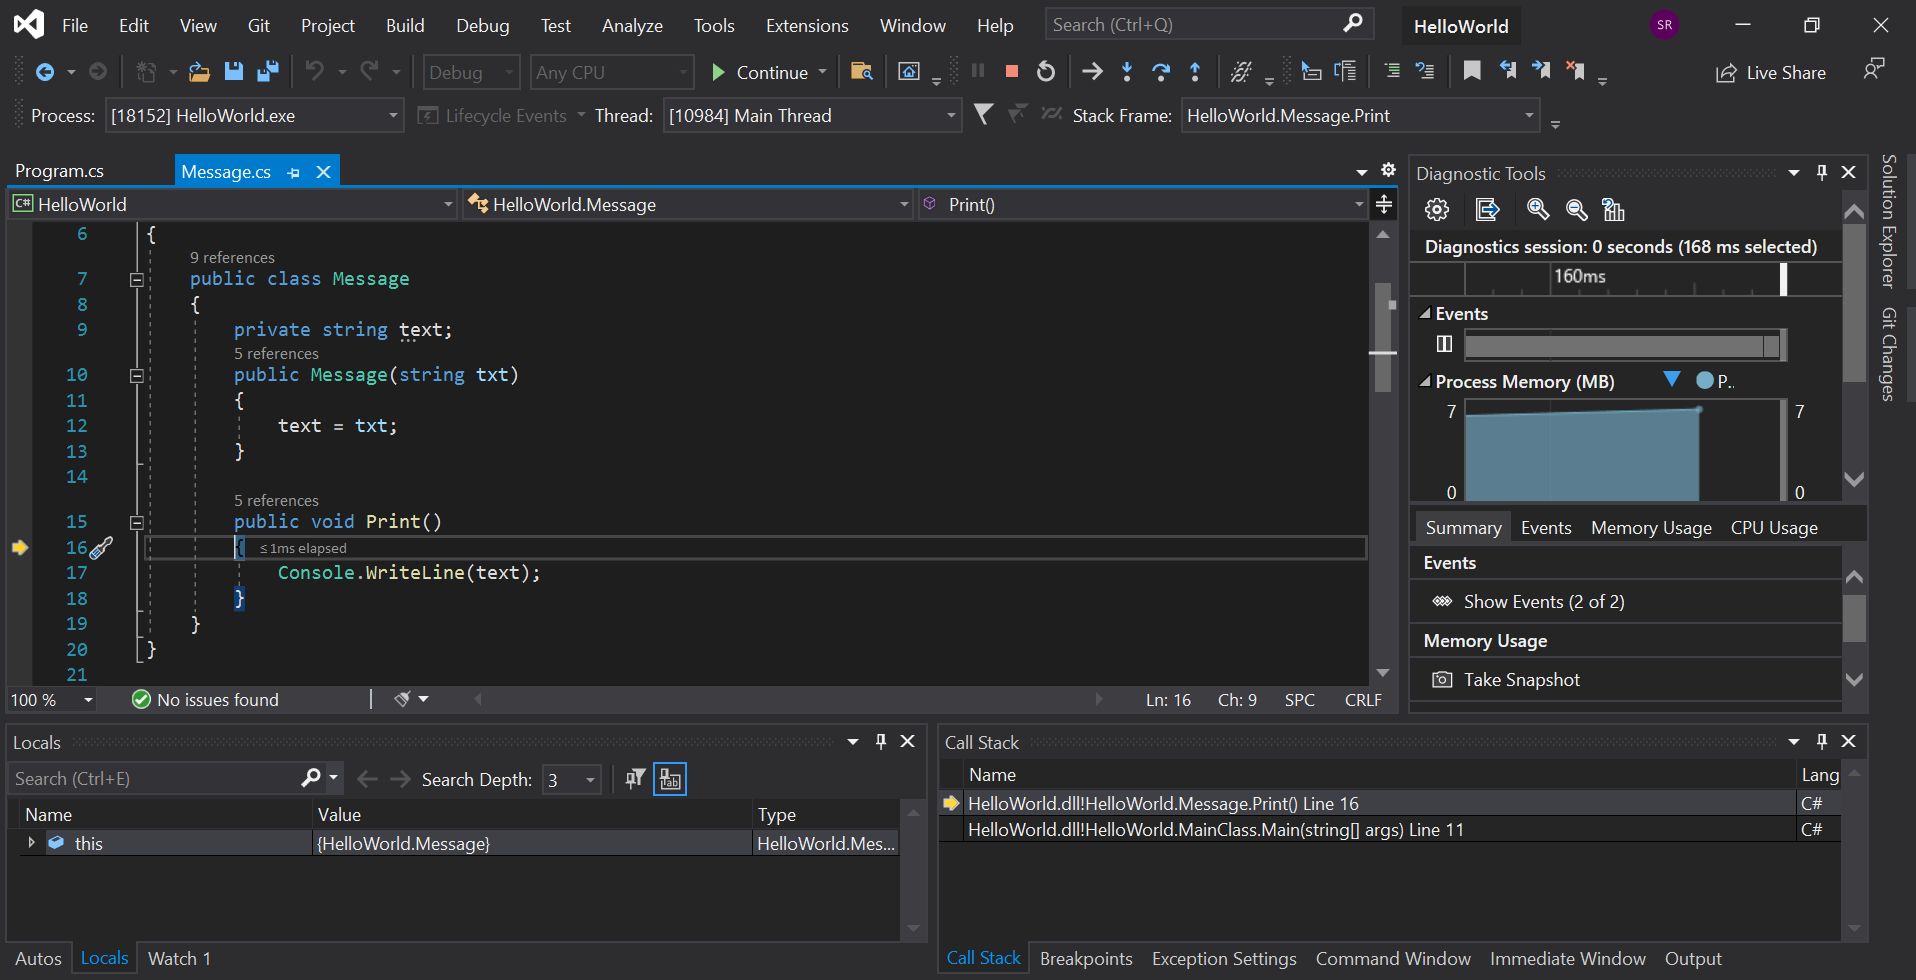 File Edit View Git Project Build Debug Test Analyze Tools Extensions Window Help Search (Ctrl+Q) HelloWorld SR
Debug Any CPU Continue Live Share
Process: [18152] HelloWorld.exe Lifecycle Events Thread: [10984] Main Thread Stack Frame: HelloWorld.Message.Print
Program.cs Message.cs
C# HelloWorld HelloWorld.Message Print()
6 {
9 references
7 public class Message
8 {
9 private string text;
5 references
10 public Message(string txt)
11 {
12 text = txt;
13 }
14
5 references
15 public void Print()
16 { ≤ 1ms elapsed
17 Console.WriteLine(text);
18 }
19 }
20 }
21
100 % No issues found Ln: 16 Ch: 9 SPC CRLF
Diagnostic Tools
Diagnostics session: 0 seconds (168 ms selected)
160ms
Events
Process Memory (MB) P..
7 7
0 0
Summary Events Memory Usage CPU Usage
Events
Show Events (2 of 2)
Memory Usage
Take Snapshot
Solution Explorer
Git Changes
Locals
Search (Ctrl+E) Search Depth: 3
Name Value Type
this {HelloWorld.Message} HelloWorld.Mes...
Autos Locals Watch 1
Call Stack
Name Lang
HelloWorld.dll!HelloWorld.Message.Print() Line 16 C#
HelloWorld.dll!HelloWorld.MainClass.Main(string[] args) Line 11 C#
Call Stack Breakpoints Exception Settings Command Window Immediate Window Output